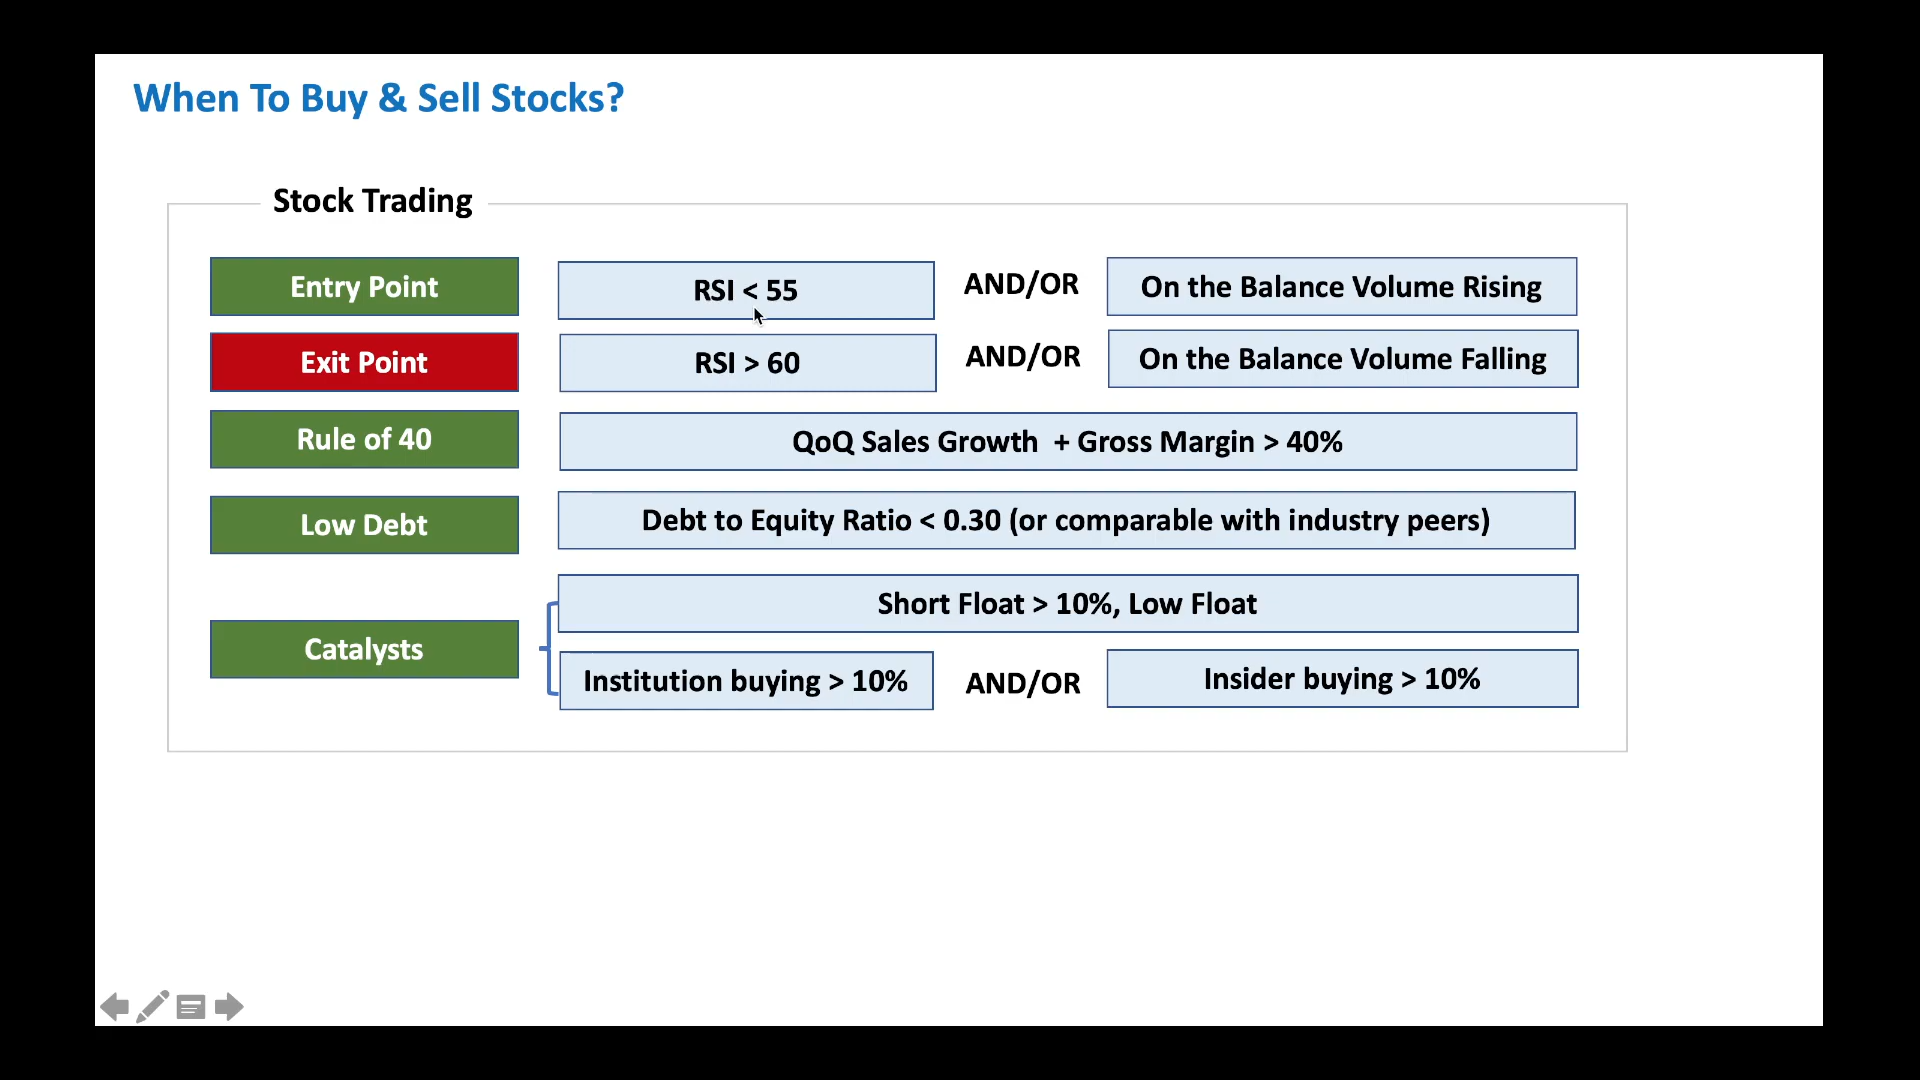 When To Buy & Sell Stocks?
Stock Trading
Entry Point
RSI < 55
AND/OR
On the Balance Volume Rising
Exit Point
RSI > 60
AND/OR
On the Balance Volume Falling
Rule of 40
QoQ Sales Growth + Gross Margin > 40%
Low Debt
Debt to Equity Ratio < 0.30 (or comparable with industry peers)
Catalysts
Short Float > 10%, Low Float
Institution buying > 10%
AND/OR
Insider buying > 10%